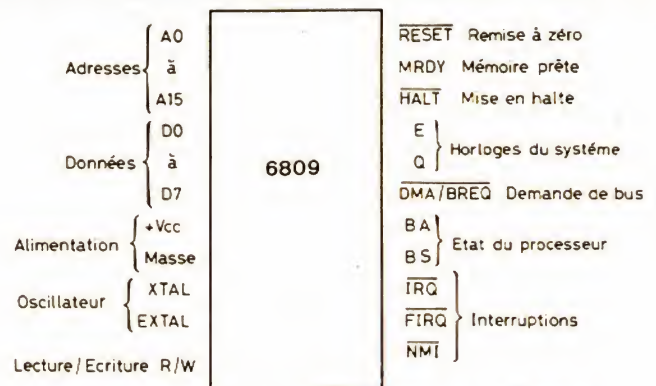 A0
Adresses à
A15
D0
Données à
D7
+Vcc
Alimentation
Masse
XTAL
Oscillateur
EXTAL
Lecture/Ecriture R/W
6809
RESET Remise à zéro
MRDY Mémoire prête
HALT Mise en halte
E
Horloges du systéme
Q
DMA/BREQ Demande de bus
BA
Etat du processeur
BS
IRQ
FIRQ Interruptions
NMI